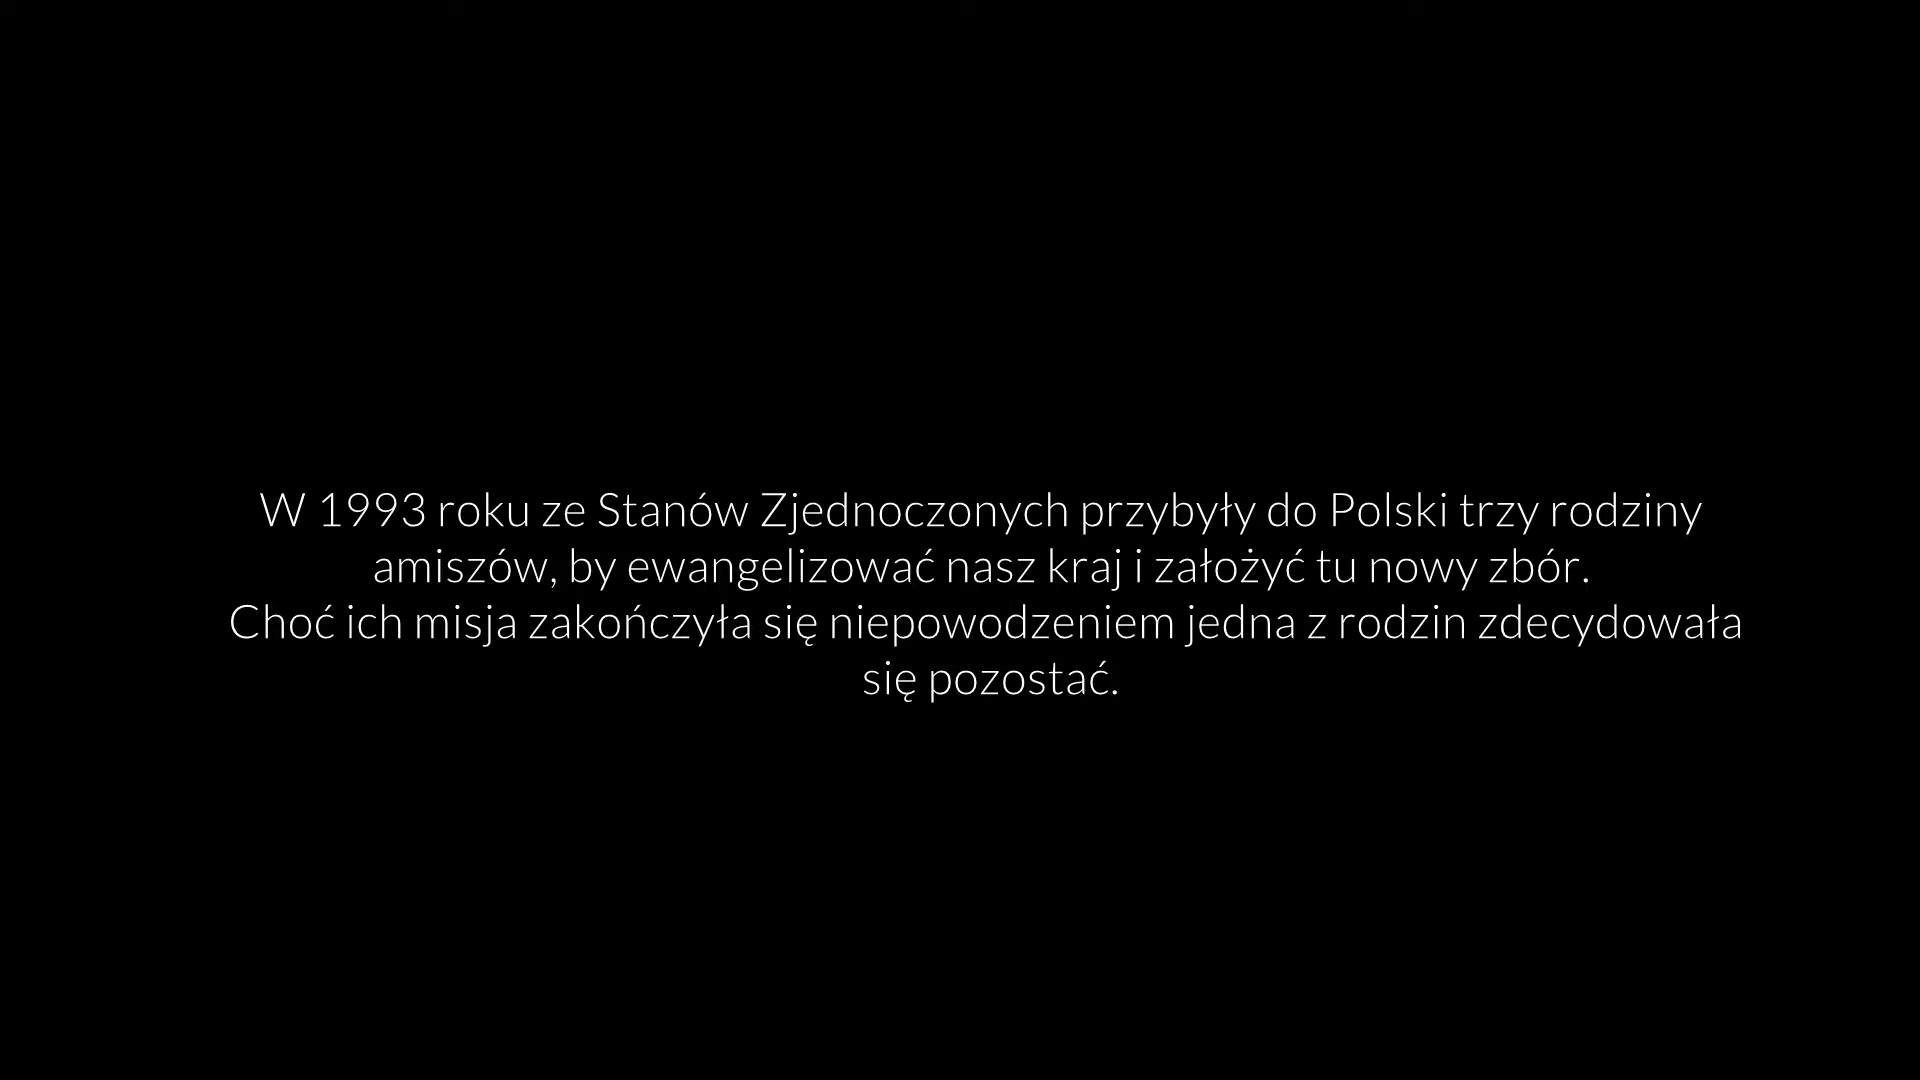 W 1993 roku ze Stanów Zjednoczonych przybyły do Polski trzy rodziny
amiszów, by ewangelizować nasz kraj i założyć tu nowy zbór.
Choć ich misja zakończyła się niepowodzeniem jedna z rodzin zdecydowała
się pozostać.